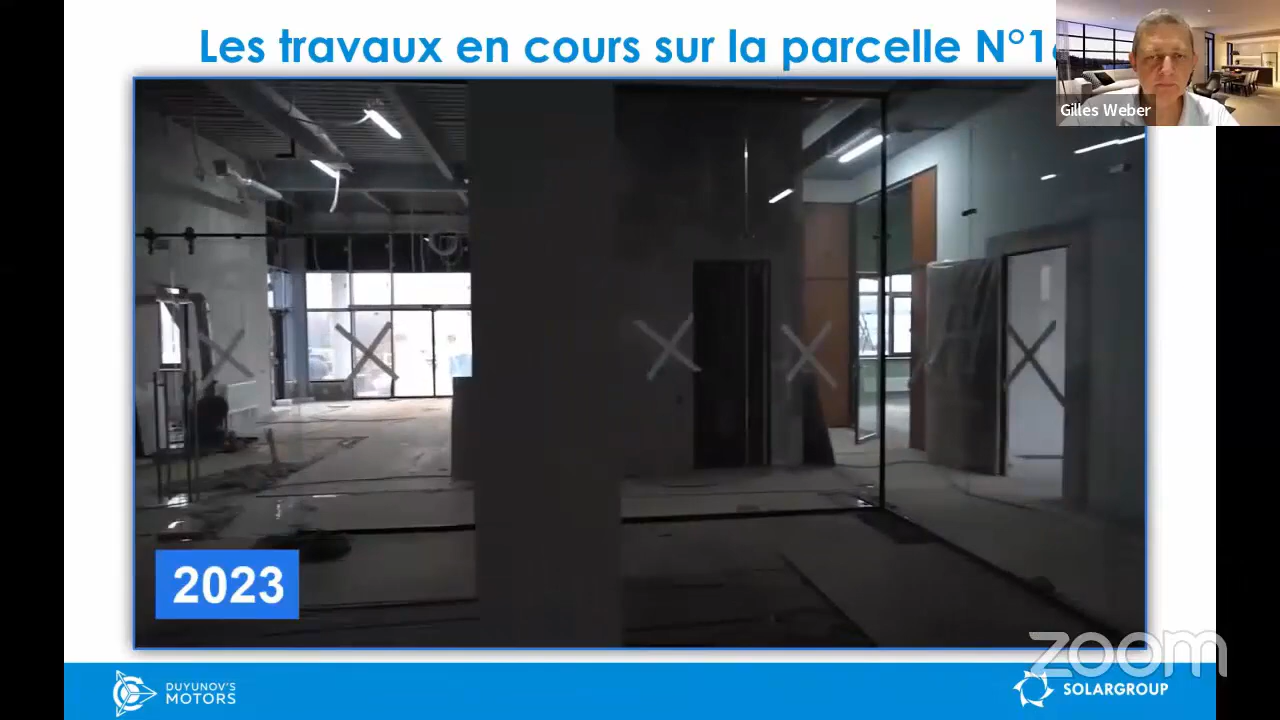 Les travaux en cours sur la parcelle N°1
Gilles Weber
2023
zoom
DUYUNOV'S
MOTORS
SOLARGROUP